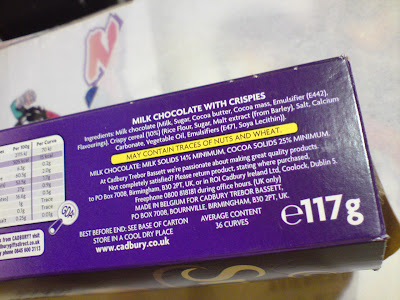 N
MILK CHOCOLATE WITH CRISPIES
Ingredients: Milk chocolate (Milk, Sugar, Cocoa butter, Cocoa mass, Emulsifier (E442),
Flavourings). Crispy cereal (10%) (Rice Flour, Sugar, Malt extract (from Barley), Salt, Calcium
Carbonate, Vegetable Oil, Emulsifiers (E471, Soya Lecithin)).
MAY CONTAIN TRACES OF NUTS AND WHEAT.
MILK CHOCOLATE: MILK SOLIDS 14% MINIMUM, COCOA SOLIDS 25% MINIMUM.
At Cadbury Trebor Bassett we're passionate about making great quality products.
Not completely satisfied? Please return product, stating where purchased,
to PO Box 7008, Birmingham, B30 2PT, UK, or in ROI Cadbury Ireland Ltd, Coolock, Dublin 5.
Freephone 0800 818181 during office hours. (UK only)
MADE IN BELGIUM FOR CADBURY TREBOR BASSETT,
PO BOX 7008, BOURNVILLE, BIRMINGHAM, B30 2PT, UK.
BEST BEFORE END: SEE BASE OF CARTON
STORE IN A COOL DRY PLACE
www.cadbury.co.uk
AVERAGE CONTENT
36 CURVES
e117g
Per 100g
Per Curve
Trace